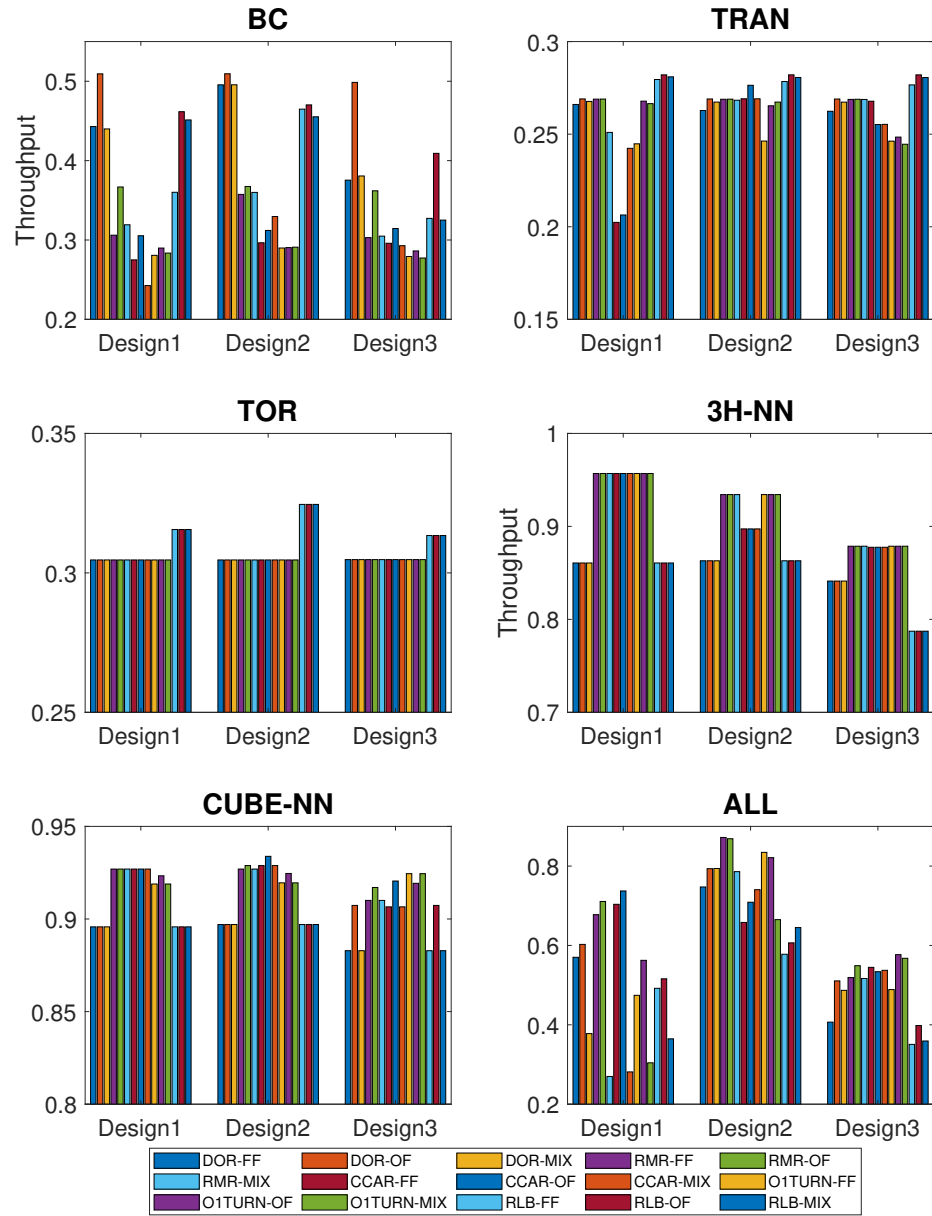 BC
TRAN
Throughput
0.5
0.4
0.3
0.2
Design1 Design2 Design3
0.3
0.25
0.2
0.15
Design1 Design2 Design3
TOR
3H-NN
0.35
0.3
0.25
Design1 Design2 Design3
Throughput
1
0.9
0.8
0.7
Design1 Design2 Design3
CUBE-NN
ALL
0.95
0.9
0.85
0.8
Design1 Design2 Design3
0.8
0.6
0.4
0.2
Design1 Design2 Design3
DOR-FF DOR-OF DOR-MIX RMR-FF RMR-OF
RMR-MIX CCAR-FF CCAR-OF CCAR-MIX O1TURN-FF
O1TURN-OF O1TURN-MIX RLB-FF RLB-OF RLB-MIX